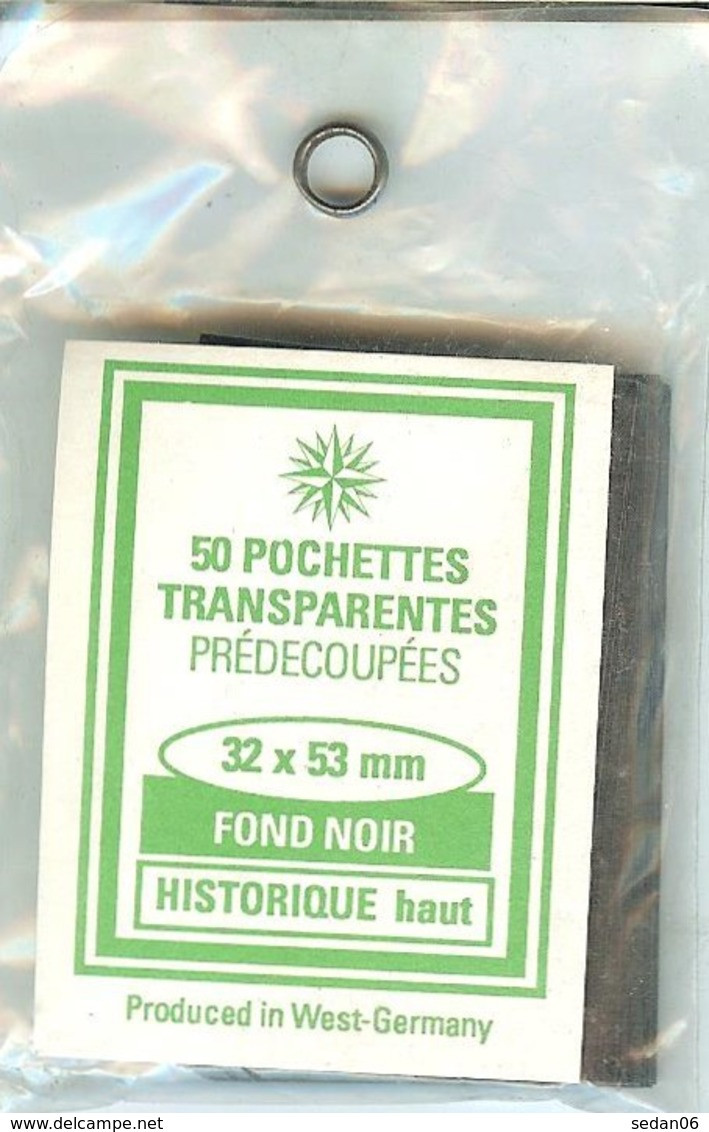 50 POCHETTES
TRANSPARENTES
PRÉDECOUPÉES
32 x 53 mm
FOND NOIR
HISTORIQUE haut
Produced in West-Germany
www.delcampe.net
sedan06